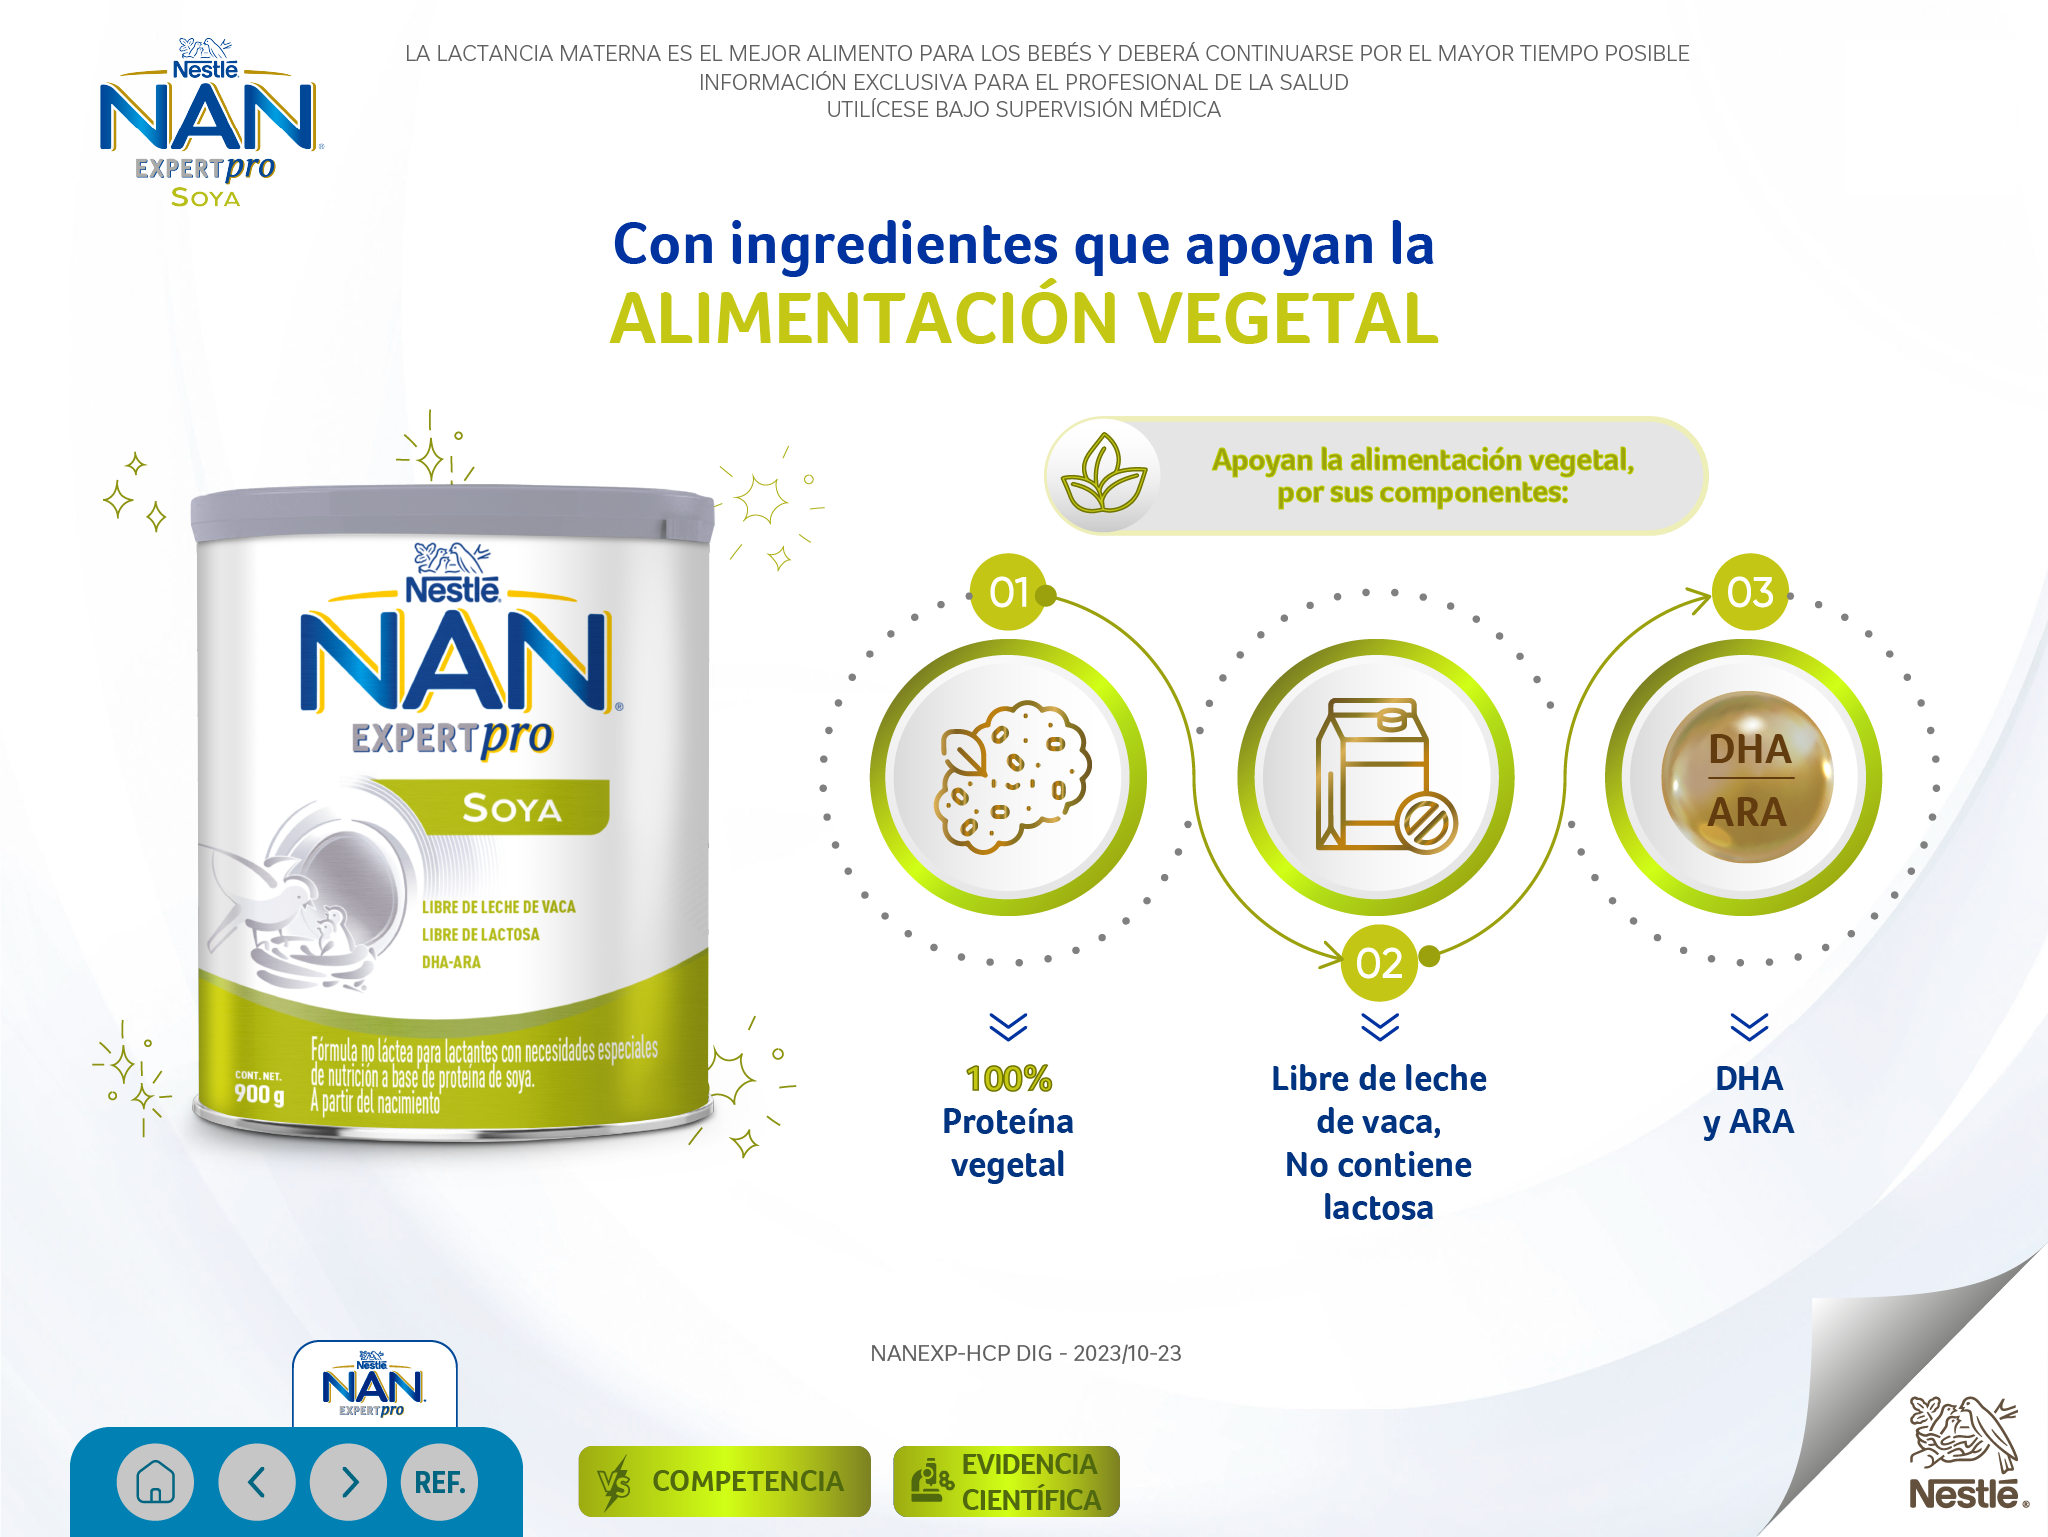 Nestlé
NAN
EXPERTpro
SOYA
LA LACTANCIA MATERNA ES EL MEJOR ALIMENTO PARA LOS BEBÉS Y DEBERÁ CONTINUARSE POR EL MAYOR TIEMPO POSIBLE
INFORMACIÓN EXCLUSIVA PARA EL PROFESIONAL DE LA SALUD
UTILÍCESE BAJO SUPERVISIÓN MÉDICA
Con ingredientes que apoyan la
ALIMENTACIÓN VEGETAL
Nestlé
NAN®
EXPERTpro
SOYA
LIBRE DE LECHE DE VACA
LIBRE DE LACTOSA
DHA-ARA
Fórmula no láctea para lactantes con necesidades especiales
de nutrición a base de proteína de soya.
A partir del nacimiento
CONT. NET.
900 g
Apoyan la alimentación vegetal,
por sus componentes:
01
100%
Proteína
vegetal
02
Libre de leche
de vaca,
No contiene
lactosa
03
DHA
ARA
DHA
y ARA
NANEXP-HCP DIG - 2023/10-23
Nestlé
NAN
EXPERTpro
REF.
VS
COMPETENCIA
EVIDENCIA
CIENTÍFICA
Nestlé®